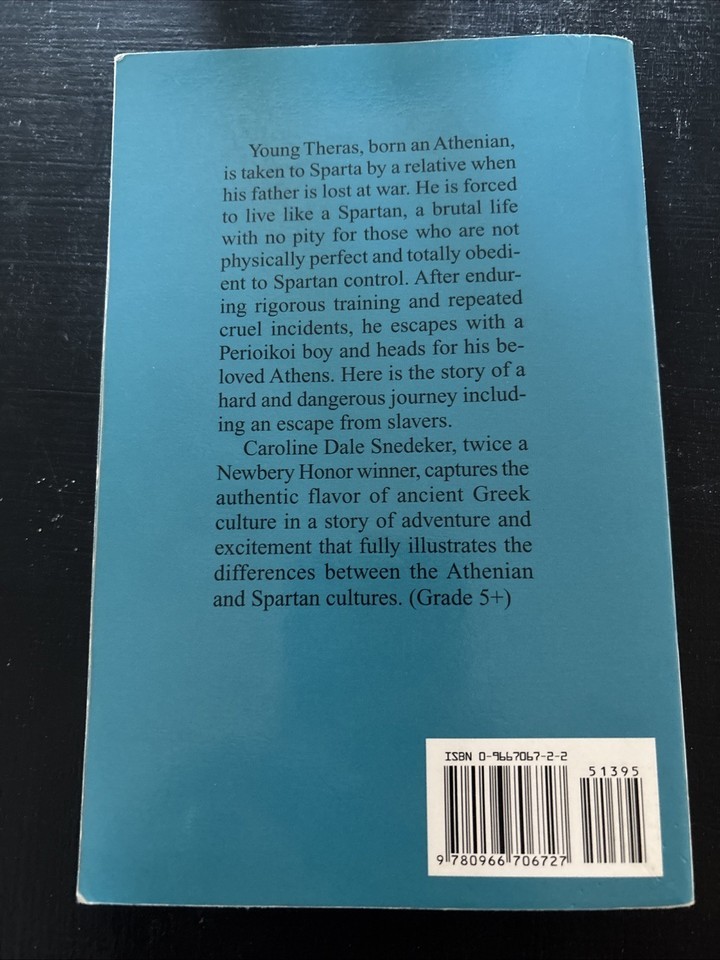 Young Theras, born an Athenian,
is taken to Sparta by a relative when
his father is lost at war. He is forced
to live like a Spartan, a brutal life
with no pity for those who are not
physically perfect and totally obedi-
ent to Spartan control. After endur-
ing rigorous training and repeated
cruel incidents, he escapes with a
Perioikoi boy and heads for his be-
loved Athens. Here is the story of a
hard and dangerous journey includ-
ing an escape from slavers.
Caroline Dale Snedeker, twice a
Newbery Honor winner, captures the
authentic flavor of ancient Greek
culture in a story of adventure and
excitement that fully illustrates the
differences between the Athenian
and Spartan cultures. (Grade 5+)
ISBN 0-9667067-2-2
51395
9 780966 706727